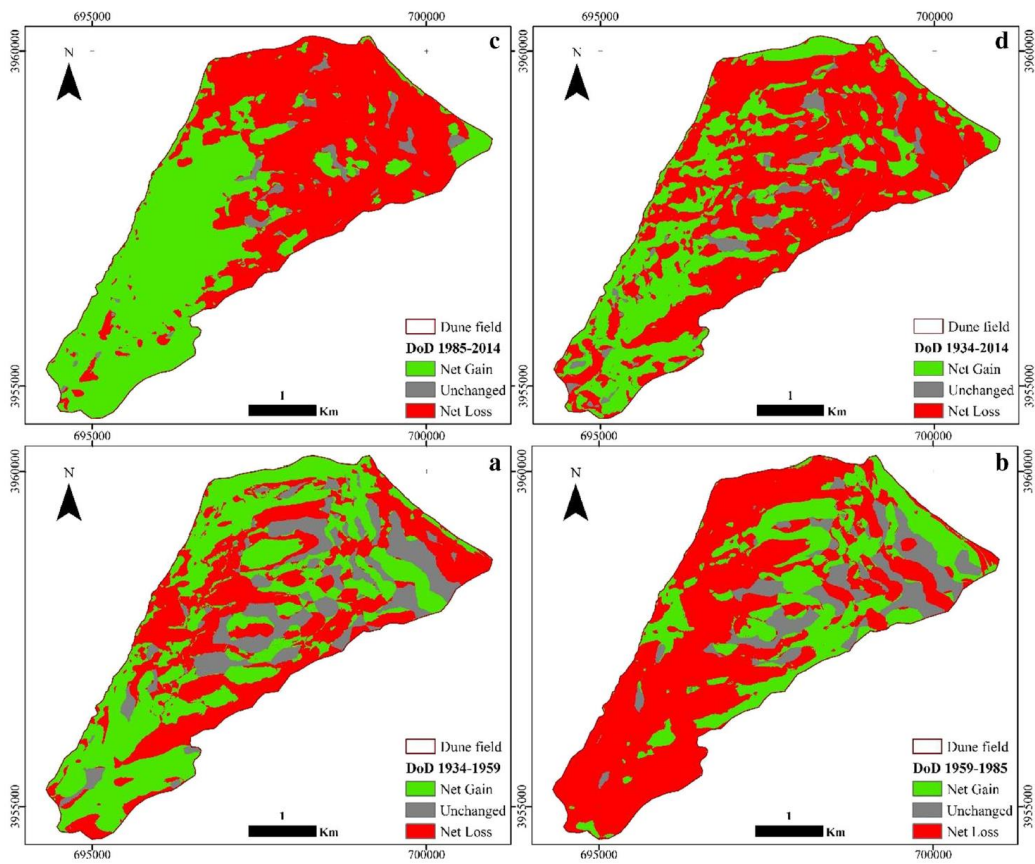 695000
700000
695000
700000
3960000
N
c
N
d
3960000
3955000
Dune field
DoD 1985-2014
Net Gain
Unchanged
Net Loss
1
Km
Dune field
DoD 1934-2014
Net Gain
Unchanged
Net Loss
1
Km
3955000
695000
700000
695000
700000
3960000
N
a
N
b
3960000
3955000
Dune field
DoD 1934-1959
Net Gain
Unchanged
Net Loss
1
Km
Dune field
DoD 1959-1985
Net Gain
Unchanged
Net Loss
1
Km
3955000
695000
700000
695000
700000